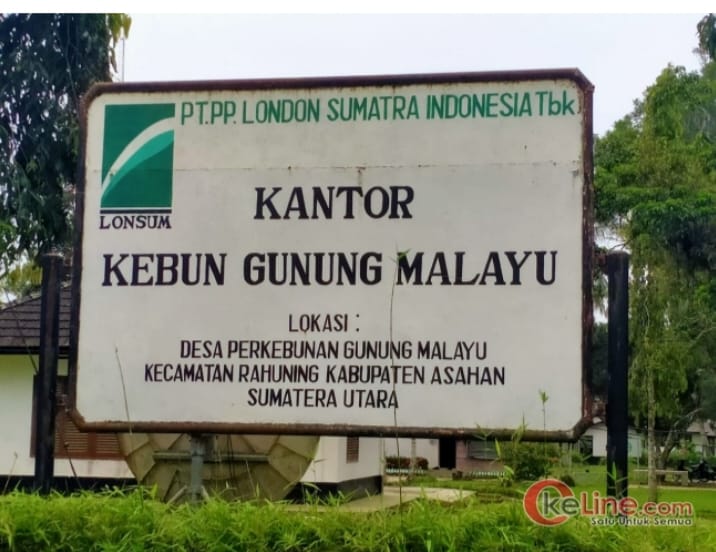 PT.PP. LONDON SUMATRA INDONESIA Tbk
LONSUM
KANTOR
KEBUN GUNUNG MALAYU
LOKASI :
DESA PERKEBUNAN GUNUNG MALAYU
KECAMATAN RAHUNING KABUPATEN ASAHAN
SUMATERA UTARA
OkeLine.com
Satu Untuk Semua